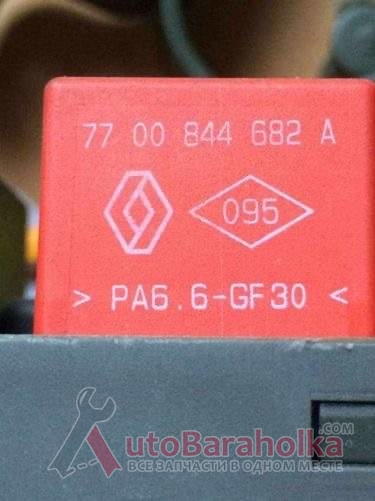 77 00 844 682 A
095
> PA6.6-GF30 <
AutoBaraholka.COM
ВСЕ ЗАПЧАСТИ В ОДНОМ МЕСТЕ